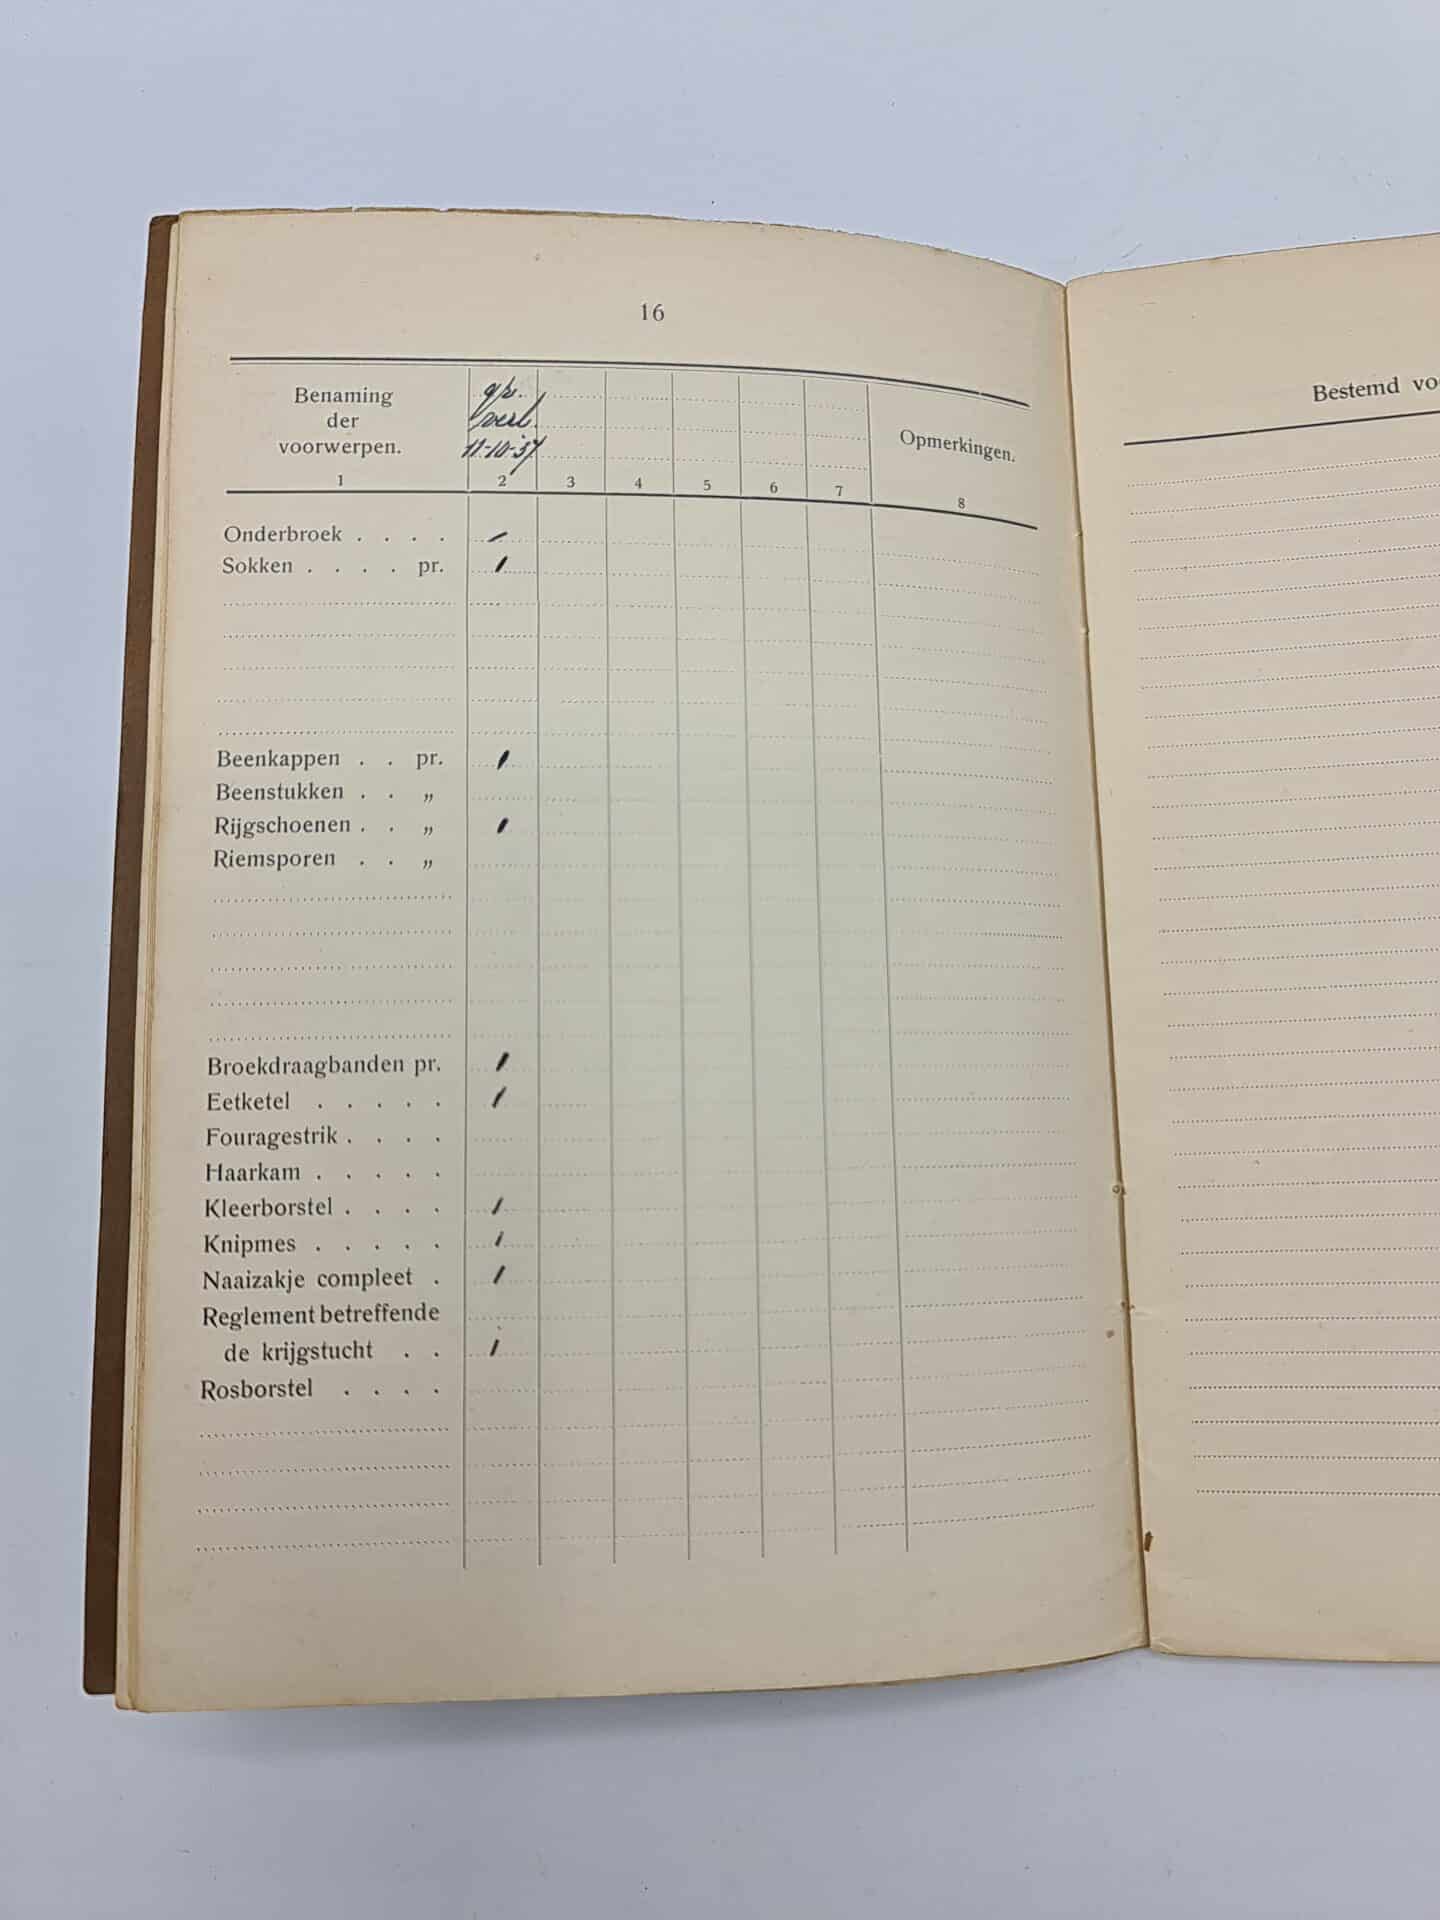 16
Benaming
der
voorwerpen.
verl.
11-10-'37
Opmerkingen.
1 2 3 4 5 6 7 8
Onderbroek . . . . –
Sokken . . . . pr. 1
Beenkappen . . pr. 1
Beenstukken . . „
Rijgschoenen . . „ 1
Riemsporen . . „
Broekdraagbanden pr. 1
Eetketel . . . . . 1
Fouragestrik . . . .
Haarkam . . . . .
Kleerborstel . . . . 1
Knipmes . . . . . 1
Naaizakje compleet . 1
Reglement betreffende
de krijgstucht . . 1
Rosborstel . . . .
Bestemd